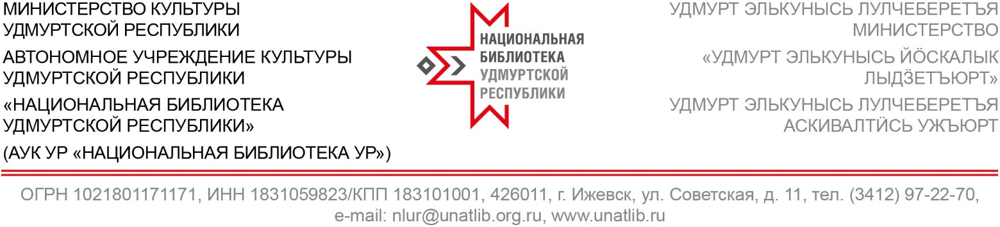 МИНИСТЕРСТВО КУЛЬТУРЫ
УДМУРТСКОЙ РЕСПУБЛИКИ
АВТОНОМНОЕ УЧРЕЖДЕНИЕ КУЛЬТУРЫ
УДМУРТСКОЙ РЕСПУБЛИКИ
«НАЦИОНАЛЬНАЯ БИБЛИОТЕКА
УДМУРТСКОЙ РЕСПУБЛИКИ»
(АУК УР «НАЦИОНАЛЬНАЯ БИБЛИОТЕКА УР»)
НАЦИОНАЛЬНАЯ
БИБЛИОТЕКА
УДМУРТСКОЙ
РЕСПУБЛИКИ
УДМУРТ ЭЛЬКУНЫСЬ ЛУЛЧЕБЕРЕТЪЯ
МИНИСТЕРСТВО
«УДМУРТ ЭЛЬКУНЫСЬ ЙӦСКАЛЫК
ЛЫДӞЕТЪЮРТ»
УДМУРТ ЭЛЬКУНЫСЬ ЛУЛЧЕБЕРЕТЪЯ
АСКИВАЛТӤСЬ УЖЪЮРТ
ОГРН 1021801171171, ИНН 1831059823/КПП 183101001, 426011, г. Ижевск, ул. Советская, д. 11, тел. (3412) 97-22-70,
e-mail: nlur@unatlib.org.ru, www.unatlib.ru